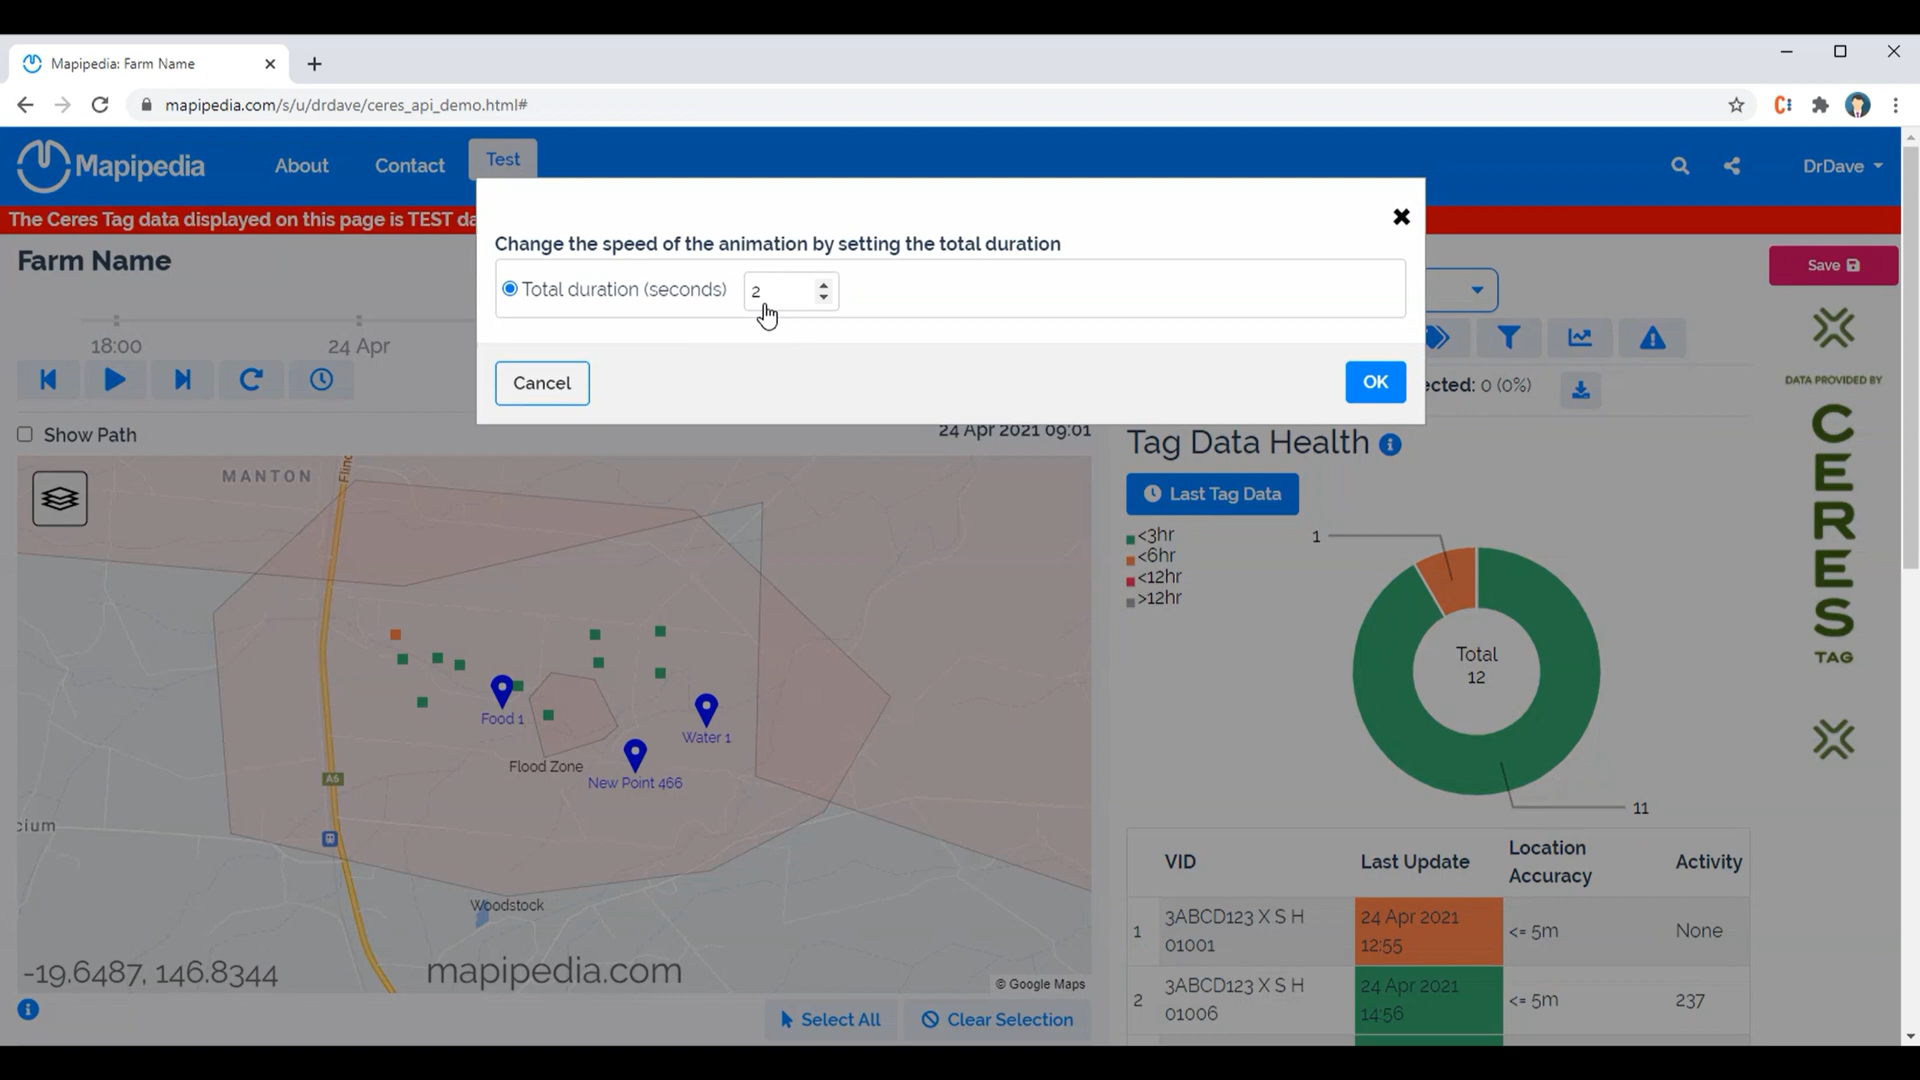 Mapipedia: Farm Name
mapipedia.com/s/u/drdave/ceres_api_demo.html#
Mapipedia
About
Contact
Test
DrDave
The Ceres Tag data displayed on this page is TEST da
Farm Name
Save
Change the speed of the animation by setting the total duration
Total duration (seconds)
2
Cancel
OK
18:00
24 Apr
ected: 0 (0%)
DATA PROVIDED BY
CERES
TAG
Show Path
24 Apr 2021 09:01
Tag Data Health
Last Tag Data
<3hr
<6hr
<12hr
>12hr
1
Total
12
11
MANTON
Flinc
Food 1
Water 1
Flood Zone
New Point 466
A6
cium
Woodstock
-19.6487, 146.8344
mapipedia.com
© Google Maps
Select All
Clear Selection
VID
Last Update
Location
Accuracy
Activity
1
3ABCD123 X S H
01001
24 Apr 2021
12:55
<= 5m
None
2
3ABCD123 X S H
01006
24 Apr 2021
14:56
<= 5m
237